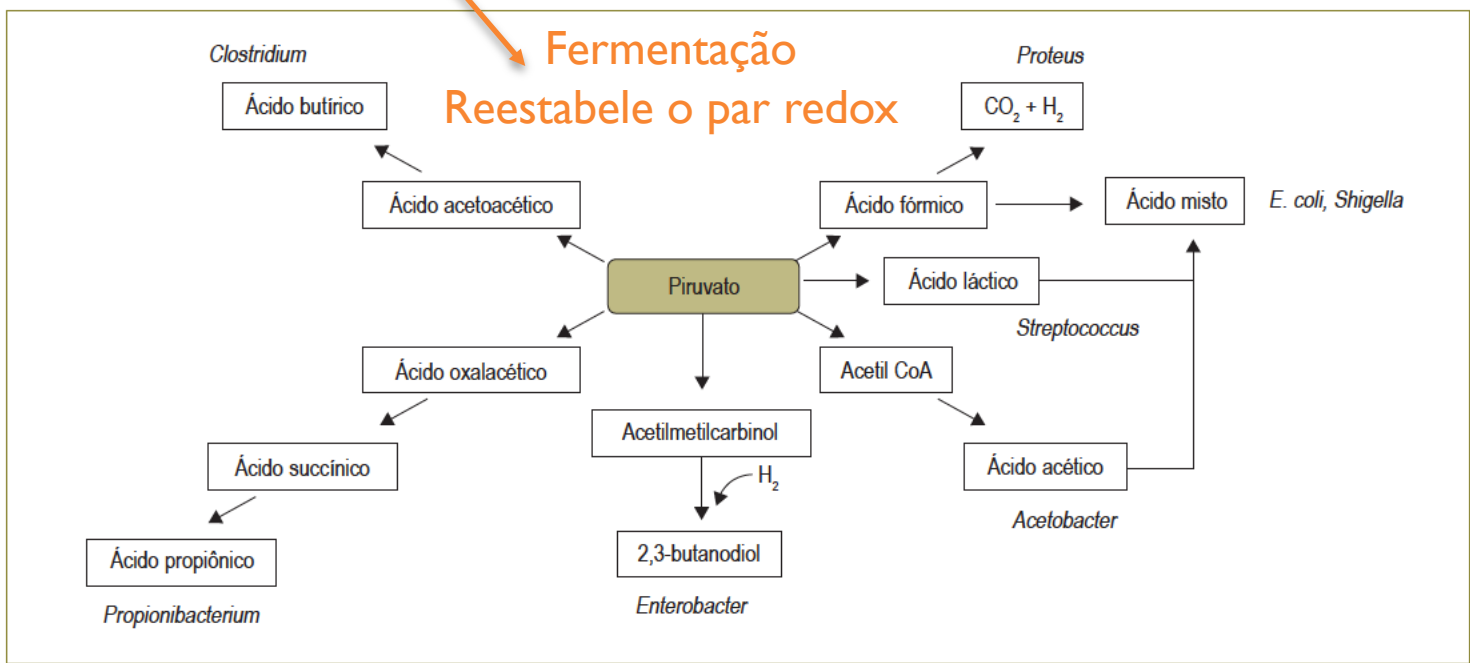 Fermentação
Reestabele o par redox
Clostridium
Proteus
Ácido butírico
CO2 + H2
Ácido acetoacético
Ácido fórmico
Ácido misto
E. coli, Shigella
Piruvato
Ácido láctico
Streptococcus
Ácido oxalacético
Acetil CoA
Acetilmetilcarbinol
Ácido succínico
H2
Ácido acético
Acetobacter
Ácido propiônico
2,3-butanodiol
Propionibacterium
Enterobacter